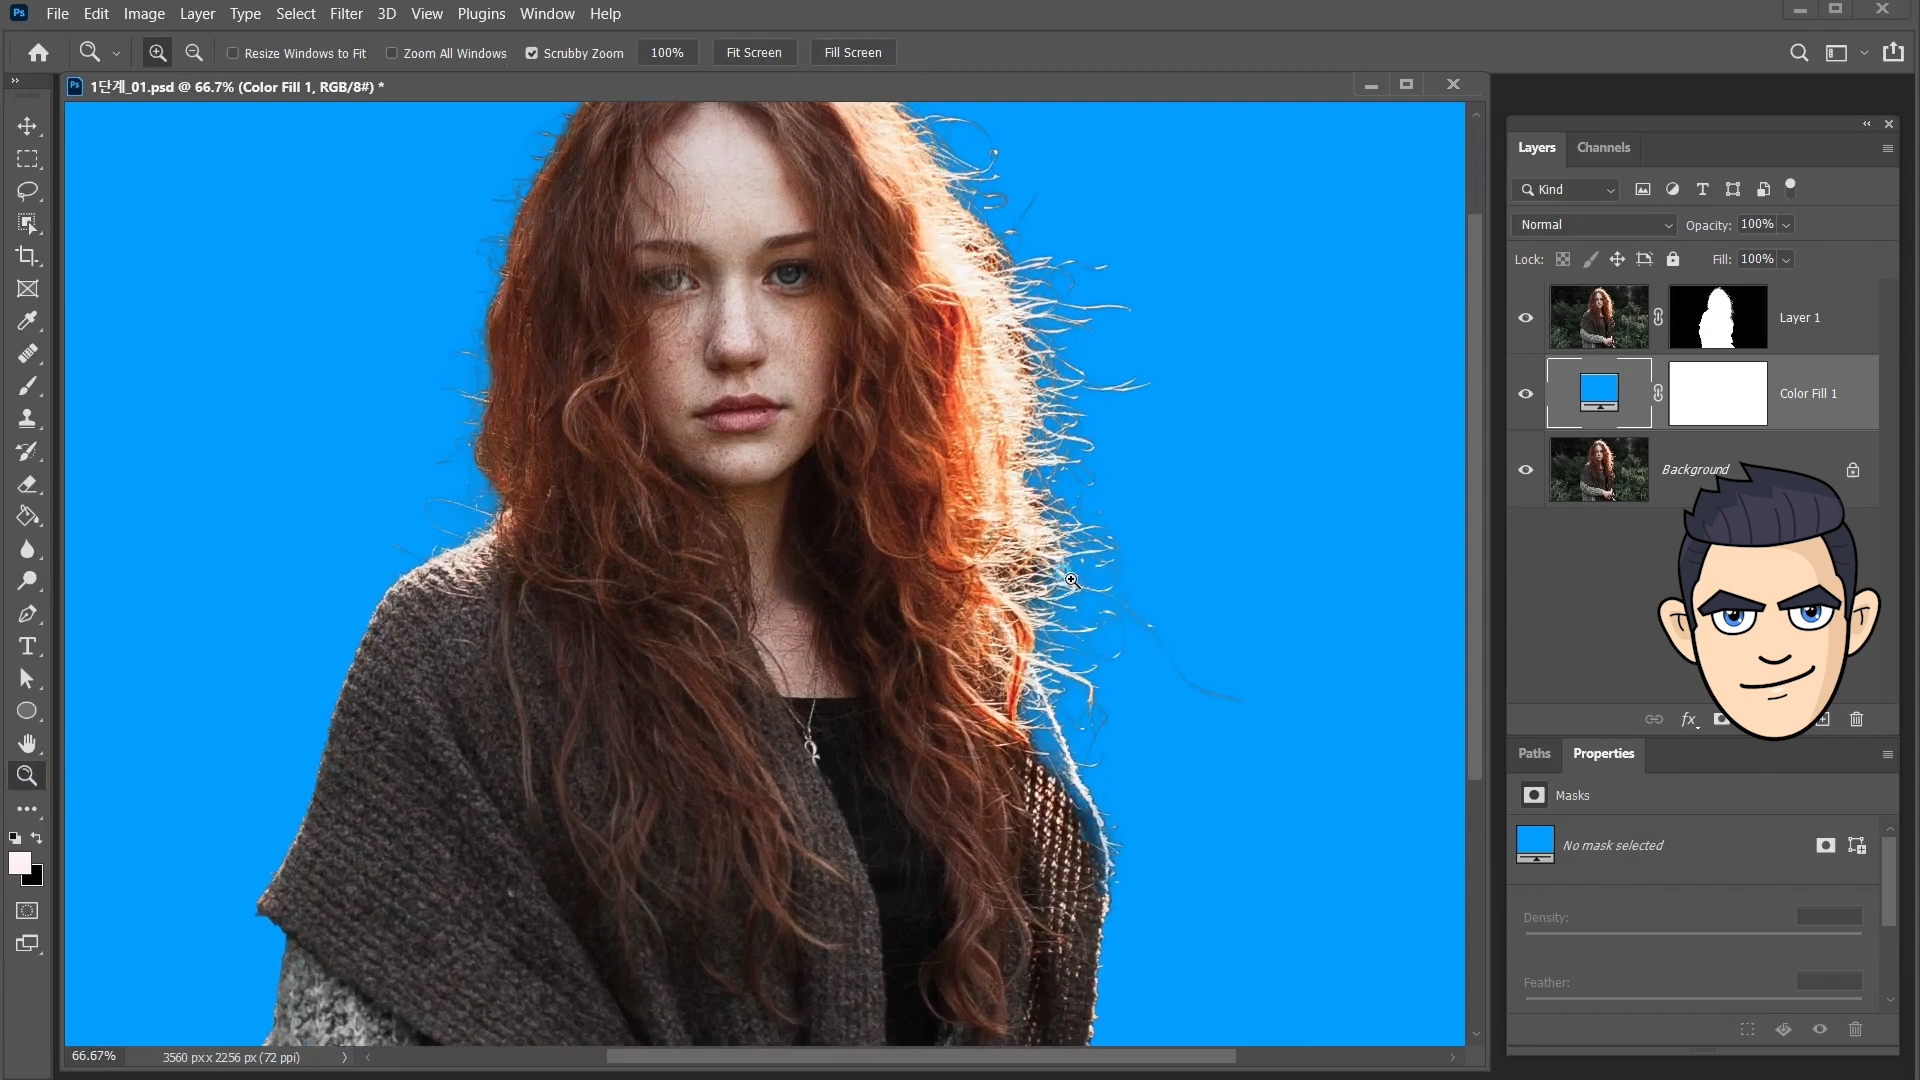 Ps File Edit Image Layer Type Select Filter 3D View Plugins Window Help
Resize Windows to Fit Zoom All Windows Scrubby Zoom 100% Fit Screen Fill Screen
Ps 1단계_01.psd @ 66.7% (Color Fill 1, RGB/8#) *
Layers Channels
Kind
Normal Opacity: 100%
Lock: Fill: 100%
Layer 1
Color Fill 1
Background
fx
Paths Properties
Masks
No mask selected
Density:
Feather:
66.67% 3560 px x 2256 px (72 ppi)